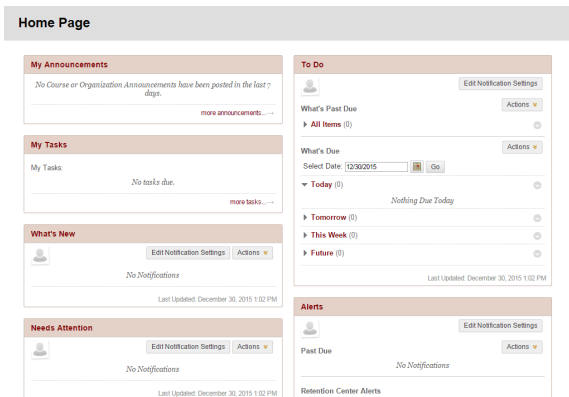 Home Page
My Announcements
No Course or Organization Announcements have been posted in the last 7
days.
more announcements...→
My Tasks
My Tasks:
No tasks due.
more tasks...→
What's New
Edit Notification Settings
Actions
No Notifications
Last Updated: December 30, 2015 1:02 PM
Needs Attention
Edit Notification Settings
Actions
No Notifications
Last Updated: December 30, 2015 1:02 PM
To Do
Edit Notification Settings
What's Past Due
Actions
All Items (0)
What's Due
Actions
Select Date: 12/30/2015 Go
Today (0)
Nothing Due Today
Tomorrow (0)
This Week (0)
Future (0)
Last Updated: December 30, 2015 1:02 PM
Alerts
Edit Notification Settings
Past Due
Actions
No Notifications
Retention Center Alerts